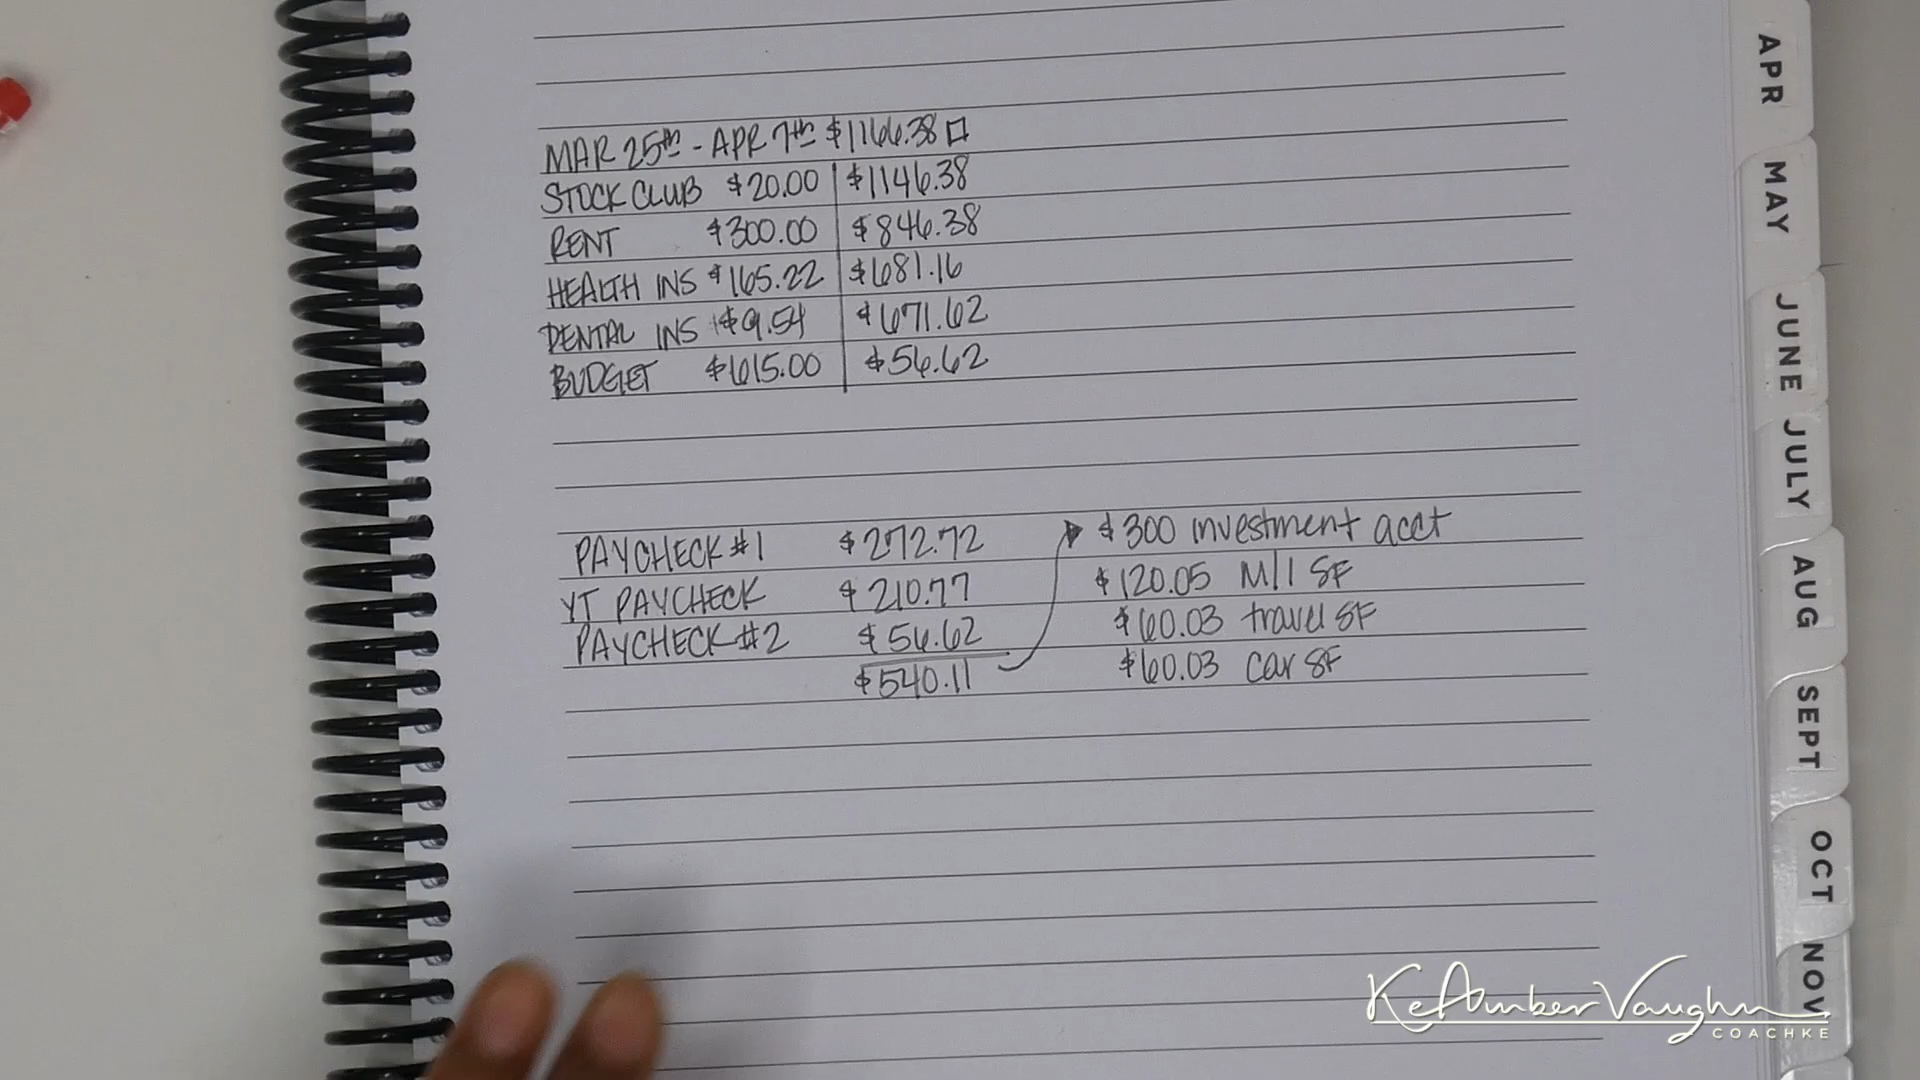 MAR 25th - APR 7th $1166.38
STOCK CLUB $20.00 $1146.38
RENT $300.00 $846.38
HEALTH INS $165.22 $681.16
DENTAL INS $9.54 $671.62
BUDGET $615.00 $56.62
PAYCHECK #1 $272.72
YT PAYCHECK $210.77
PAYCHECK #2 $56.62
$540.11
$300 investment acct
$120.05 M/I SF
$60.03 travel SF
$60.03 car SF
APR
MAY
JUNE
JULY
AUG
SEPT
OCT
NOV
KeAmber Vaughn
COACHKE